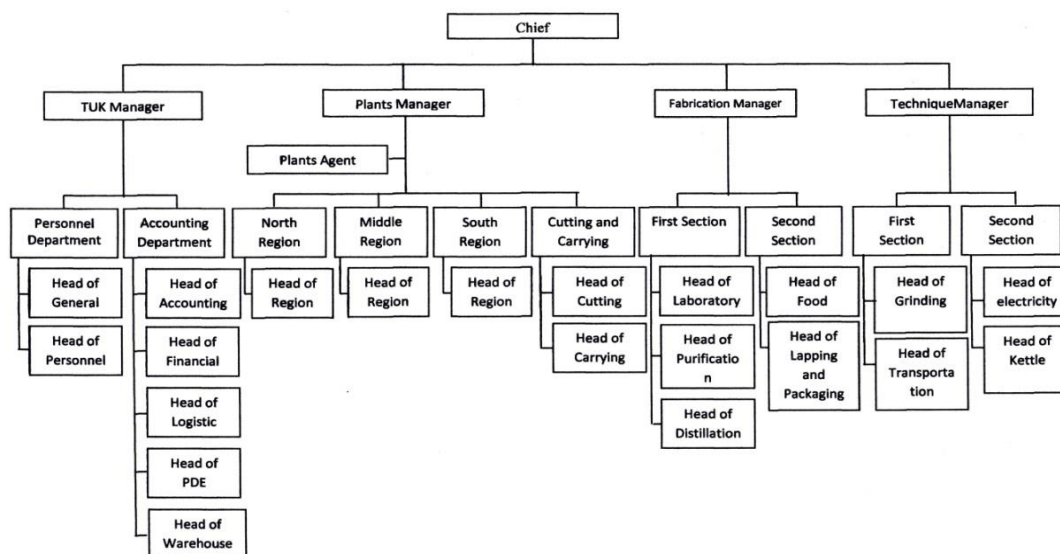 Chief
TUK Manager
Plants Manager
Fabrication Manager
TechniqueManager
Plants Agent
Personnel
Department
Accounting
Department
North
Region
Middle
Region
South
Region
Cutting and
Carrying
First Section
Second
Section
First
Section
Second
Section
Head of
General
Head of
Accounting
Head of
Region
Head of
Region
Head of
Region
Head of
Cutting
Head of
Laboratory
Head of
Food
Head of
Grinding
Head of
electricity
Head of
Personnel
Head of
Financial
Head of
Carrying
Head of
Purificatio
n
Head of
Lapping
and
Packaging
Head of
Transporta
tion
Head of
Kettle
Head of
Logistic
Head of
Distillation
Head of
PDE
Head of
Warehouse